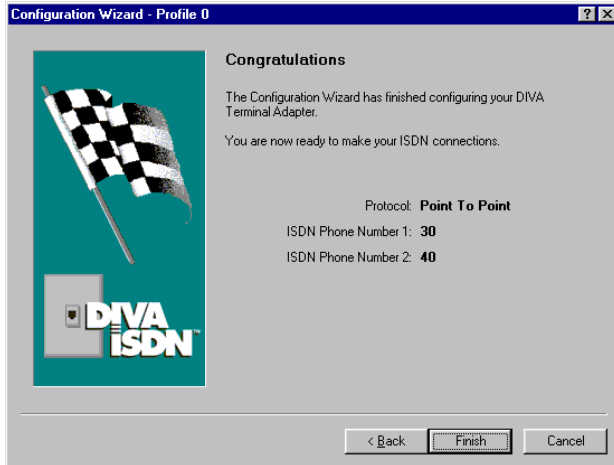 Configuration Wizard - Profile 0
Congratulations
The Configuration Wizard has finished configuring your DIVA
Terminal Adapter.
You are now ready to make your ISDN connections.
Protocol: Point To Point
ISDN Phone Number 1: 30
ISDN Phone Number 2: 40
DIVA
ISDN™
< Back
Finish
Cancel